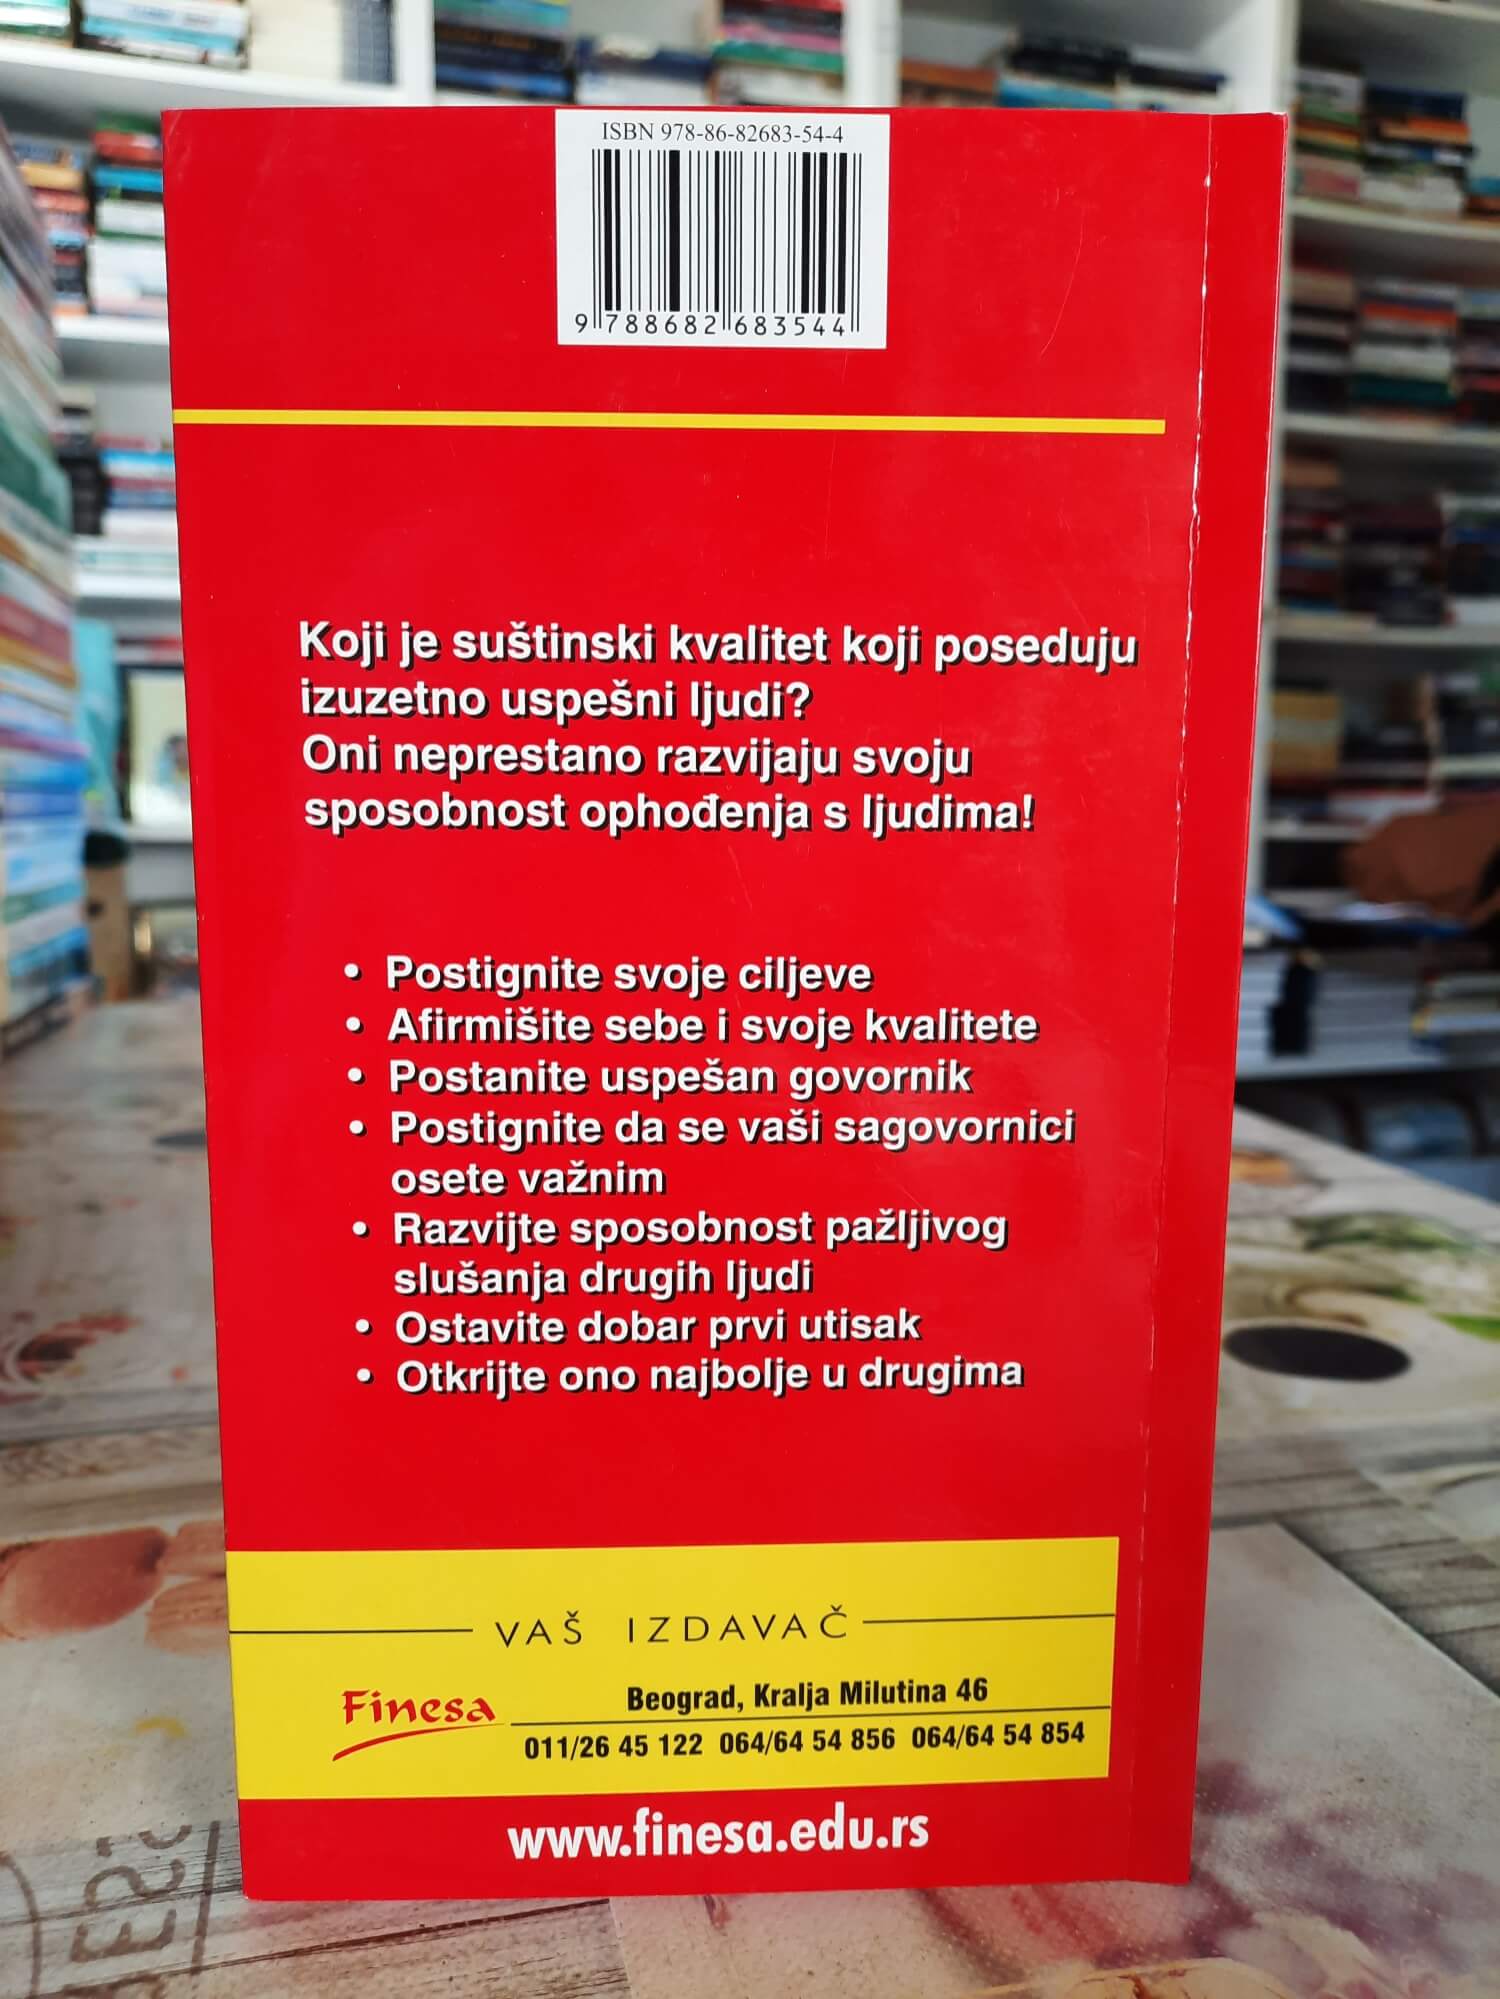 ISBN 978-86-82683-54-4
9 788682 683544
Koji je suštinski kvalitet koji poseduju
izuzetno uspešni ljudi?
Oni neprestano razvijaju svoju
sposobnost ophođenja s ljudima!
• Postignite svoje ciljeve
• Afirmišite sebe i svoje kvalitete
• Postanite uspešan govornik
• Postignite da se vaši sagovornici
osete važnim
• Razvijte sposobnost pažljivog
slušanja drugih ljudi
• Ostavite dobar prvi utisak
• Otkrijte ono najbolje u drugima
VAŠ IZDAVAČ
Finesa
Beograd, Kralja Milutina 46
011/26 45 122 064/64 54 856 064/64 54 854
www.finesa.edu.rs